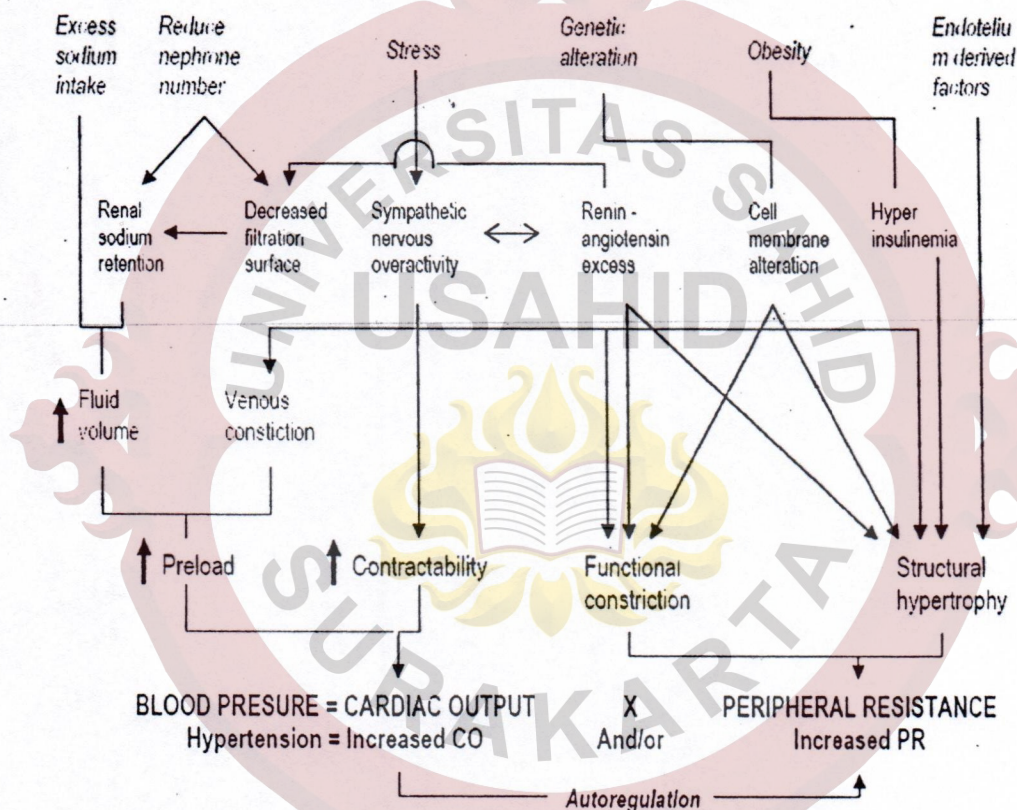 Excess
sodium
intake
Reduce
nephrone
number
Stress
Genetic
alteration
Obesity
Endoteliu
m derived
factors
Renal
sodium
retention
Decreased
filtration
surface
Sympathetic
nervous
overactivity
Renin -
angiotensin
excess
Cell
membrane
alteration
Hyper
insulinemia
UNIVERSITAS SAHID
USAHID
SURAKARTA
Fluid
volume
Venous
constiction
Preload
Contractability
Functional
constriction
Structural
hypertrophy
BLOOD PRESURE = CARDIAC OUTPUT X PERIPHERAL RESISTANCE
Hypertension = Increased CO And/or Increased PR
Autoregulation